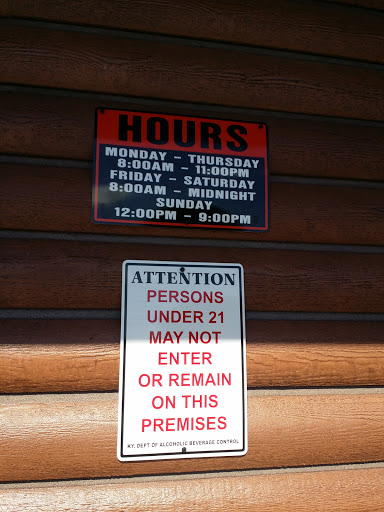 HOURS
MONDAY - THURSDAY
8:00AM - 11:00PM
FRIDAY - SATURDAY
8:00AM - MIDNIGHT
SUNDAY
12:00PM - 9:00PM
ATTENTION
PERSONS
UNDER 21
MAY NOT
ENTER
OR REMAIN
ON THIS
PREMISES
KY. DEPT OF ALCOHOLIC BEVERAGE CONTROL